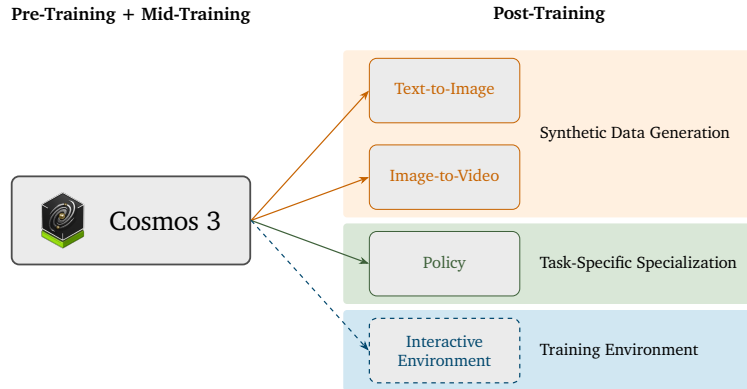 Pre-Training + Mid-Training
Post-Training
Text-to-Image
Synthetic Data Generation
Image-to-Video
Cosmos 3
Policy
Task-Specific Specialization
Interactive
Environment
Training Environment